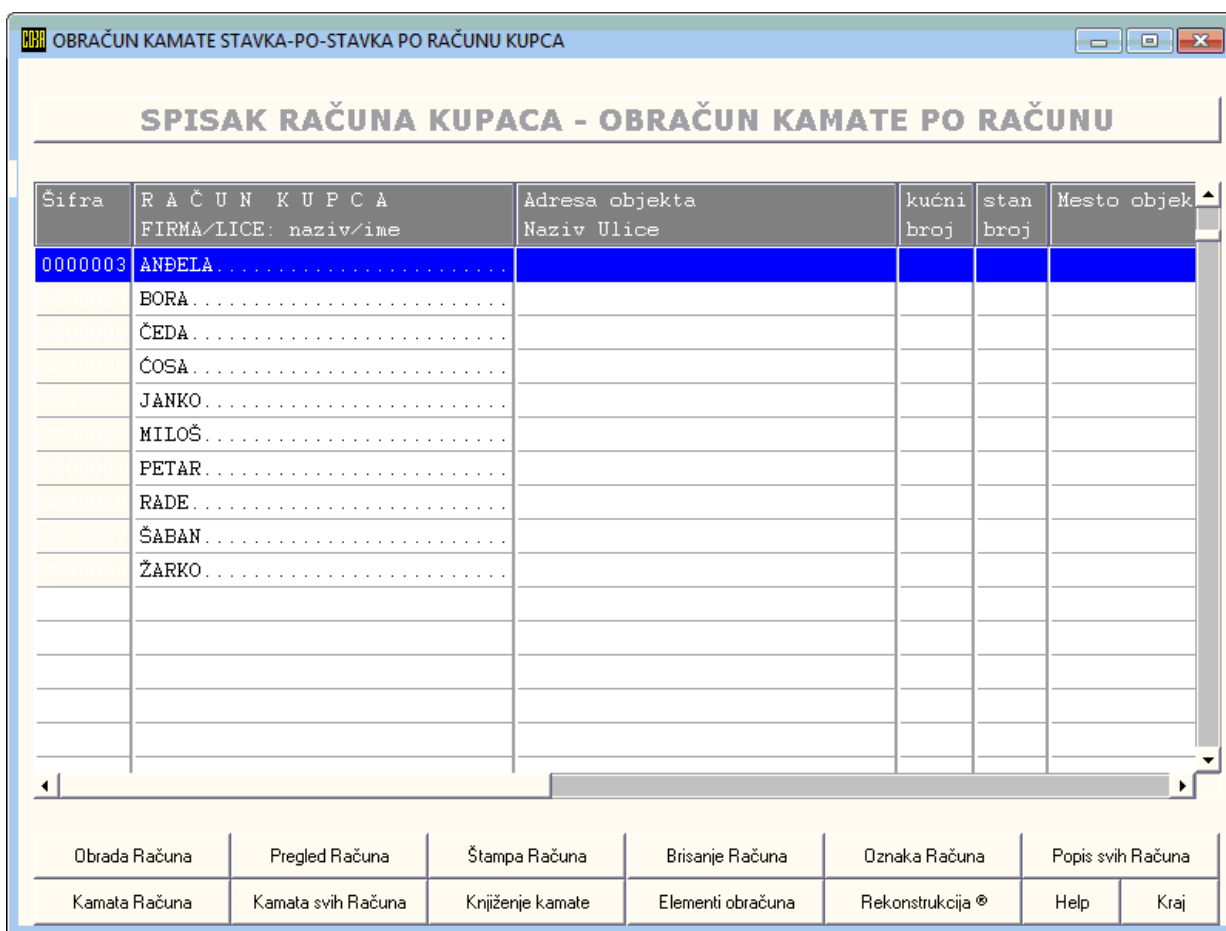 OBRAČUN KAMATE STAVKA-PO-STAVKA PO RAČUNU KUPCA
SPISAK RAČUNA KUPACA - OBRAČUN KAMATE PO RAČUNU
Šifra R A Č U N K U P C A Adresa objekta kućni stan Mesto objek
FIRMA/LICE: naziv/ime Naziv Ulice broj broj
0000003 ANĐELA........................
BORA..........................
ČEDA..........................
ĆOSA..........................
JANKO.........................
MILOŠ.........................
PETAR.........................
RADE..........................
ŠABAN.........................
ŽARKO.........................
Obrada Računa Pregled Računa Štampa Računa Brisanje Računa Oznaka Računa Popis svih Računa
Kamata Računa Kamata svih Računa Knjiženje kamate Elementi obračuna Rekonstrukcija ® Help Kraj